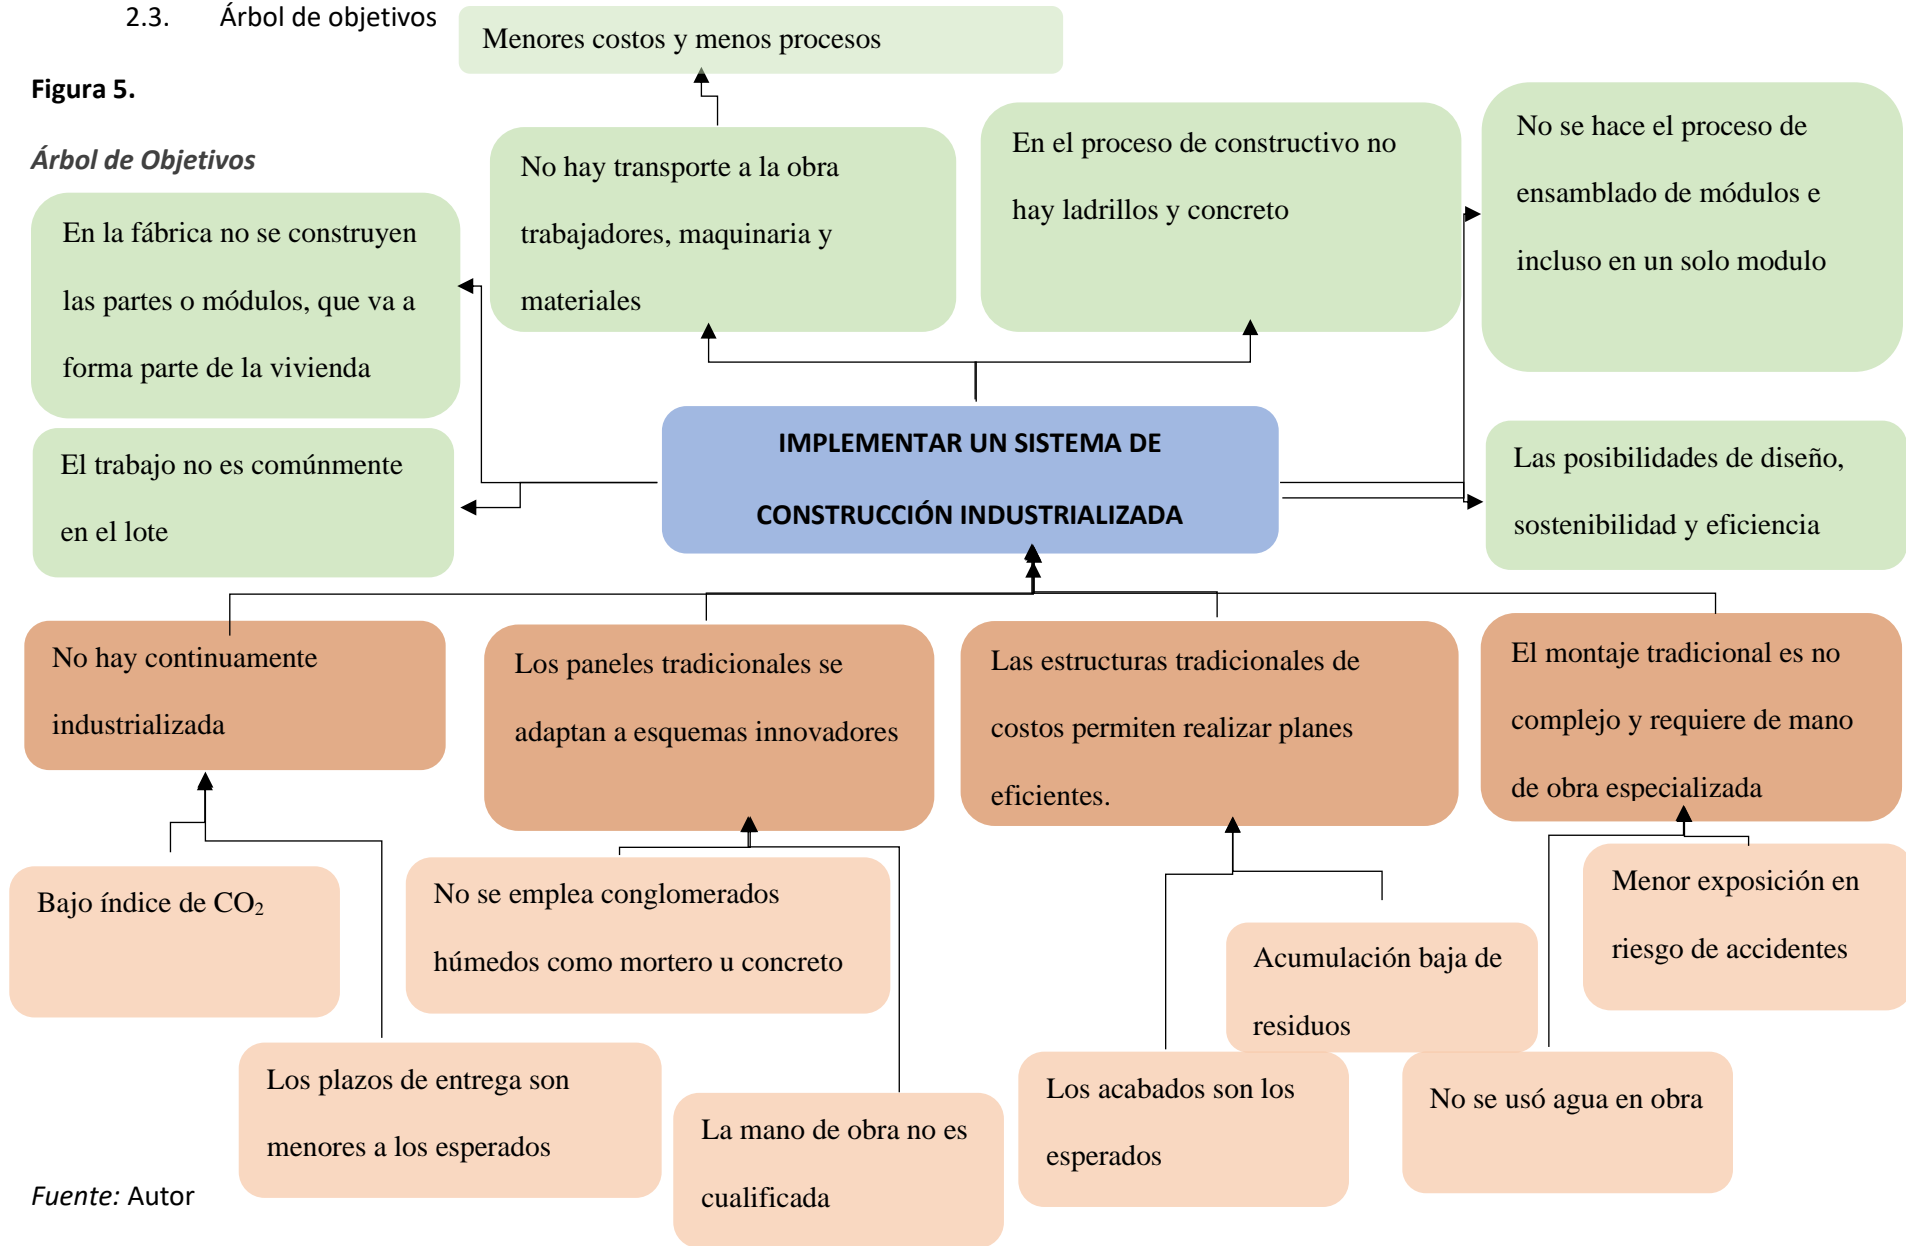 2.3. Árbol de objetivos
Menores costos y menos procesos
Figura 5.
Árbol de Objetivos
En la fábrica no se construyen
las partes o módulos, que va a
forma parte de la vivienda
No hay transporte a la obra
trabajadores, maquinaria y
materiales
En el proceso de constructivo no
hay ladrillos y concreto
No se hace el proceso de
ensamblado de módulos e
incluso en un solo modulo
El trabajo no es comúnmente
en el lote
IMPLEMENTAR UN SISTEMA DE
CONSTRUCCIÓN INDUSTRIALIZADA
Las posibilidades de diseño,
sostenibilidad y eficiencia
No hay continuamente
industrializada
Los paneles tradicionales se
adaptan a esquemas innovadores
Las estructuras tradicionales de
costos permiten realizar planes
eficientes.
El montaje tradicional es no
complejo y requiere de mano
de obra especializada
Bajo índice de CO₂
No se emplea conglomerados
húmedos como mortero u concreto
Acumulación baja de
residuos
Menor exposición en
riesgo de accidentes
Los plazos de entrega son
menores a los esperados
La mano de obra no es
cualificada
Los acabados son los
esperados
No se usó agua en obra
Fuente: Autor